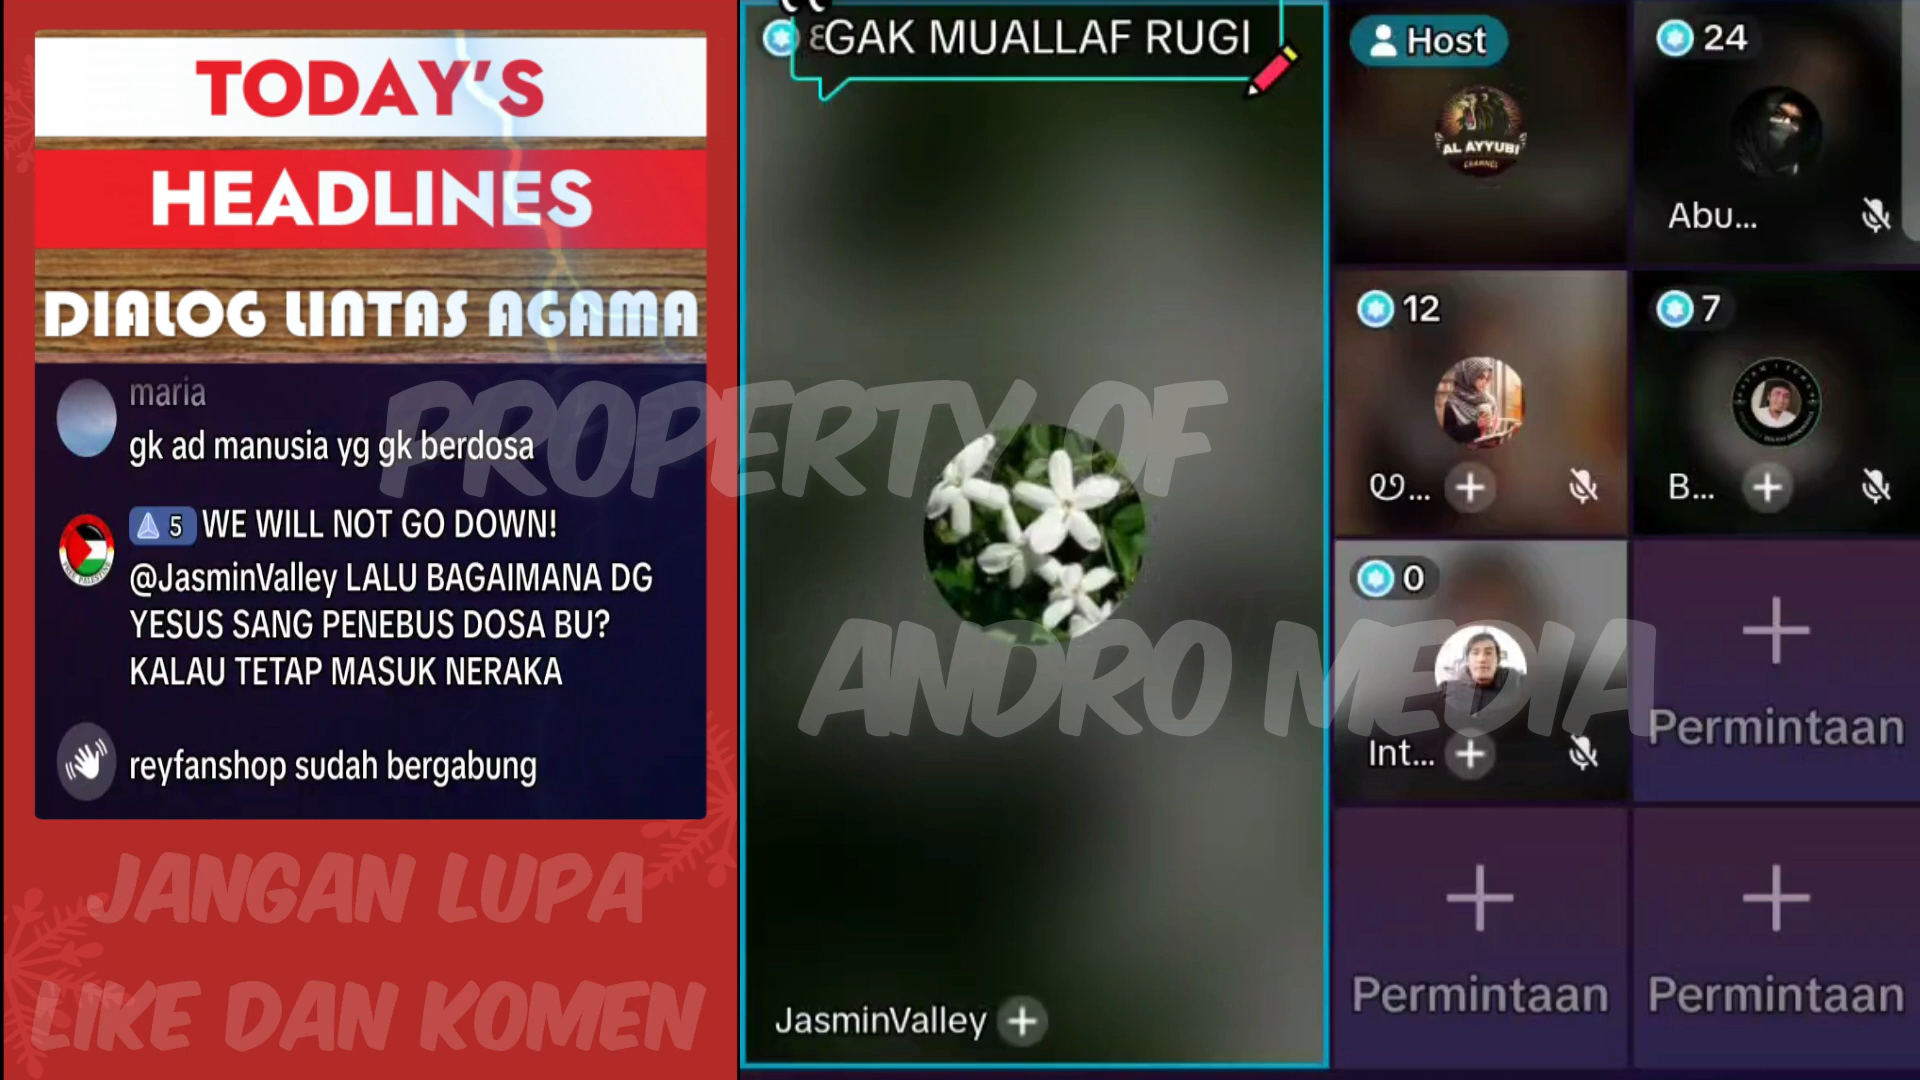 TODAY'S
HEADLINES
DIALOG LINTAS AGAMA
maria
gk ad manusia yg gk berdosa
5 WE WILL NOT GO DOWN!
@JasminValley LALU BAGAIMANA DG
YESUS SANG PENEBUS DOSA BU?
KALAU TETAP MASUK NERAKA
reyfanshop sudah bergabung
JANGAN LUPA
LIKE DAN KOMEN
PROPERTY OF
ANDRO MEDIA
GAK MUALLAF RUGI
JasminValley
Host
AL AYYUBI
CHANNEL
24
Abu...
12
7
B...
0
Int...
Permintaan
Permintaan
Permintaan